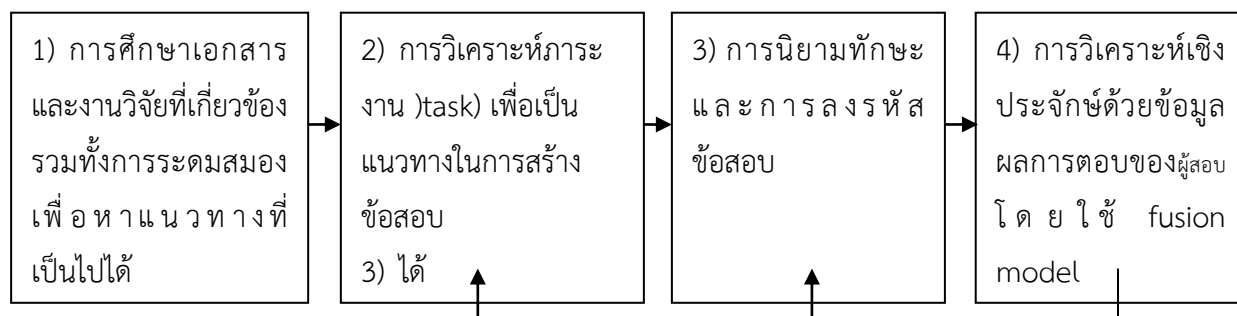 1) การศึกษาเอกสาร
และงานวิจัยที่เกี่ยวข้อง
รวมทั้งการระดมสมอง
เพื่อหาแนวทางที่
เป็นไปได้
2) การวิเคราะห์ภาระ
งาน )task) เพื่อเป็น
แนวทางในการสร้าง
ข้อสอบ
3) ได้
3) การนิยามทักษะ
และการลงรหัส
ข้อสอบ
4) การวิเคราะห์เชิง
ประจักษ์ด้วยข้อมูล
ผลการตอบของผู้สอบ
โดยใช้ fusion
model